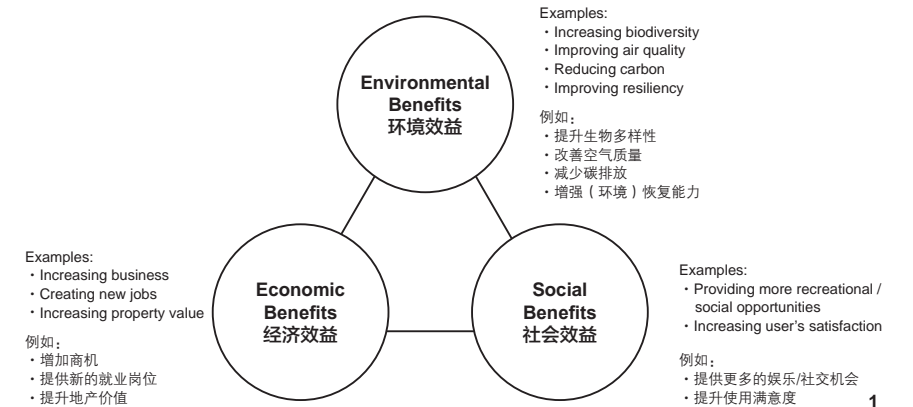 Examples:
・Increasing biodiversity
・Improving air quality
・Reducing carbon
・Improving resiliency
例如：
・提升生物多样性
・改善空气质量
・减少碳排放
・增强（环境）恢复能力
Environmental
Benefits
环境效益
Examples:
・Increasing business
・Creating new jobs
・Increasing property value
例如：
・增加商机
・提供新的就业岗位
・提升地产价值
Economic
Benefits
经济效益
Social
Benefits
社会效益
Examples:
・Providing more recreational /
social opportunities
・Increasing user's satisfaction
例如：
・提供更多的娱乐/社交机会
・提升使用满意度
1